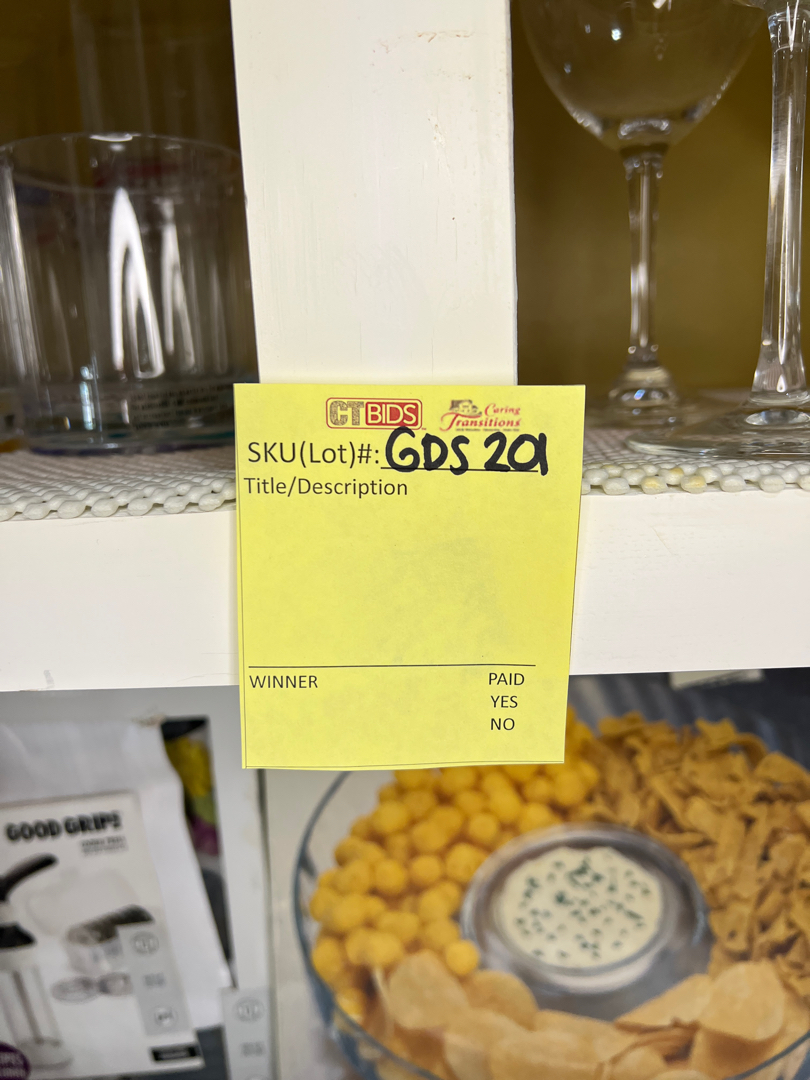 CTBIDS
Caring
Transitions
SKU(Lot)#: GDS 201
Title/Description
WINNER
PAID
YES
NO
GOOD GRIPS